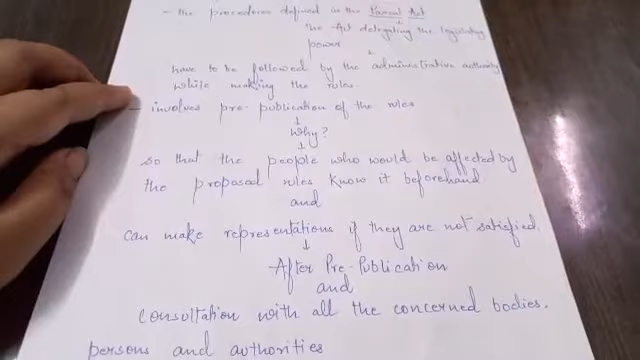 - the procedures defined in the Parent Act
↓
the Act delegating the legislative
power
↓
have to be followed by the administrative authority
while making the rules.
- involves pre-publication of the rules
↓
Why?
↓
so that the people who would be affected by
the proposed rules know it beforehand
and
can make representations if they are not satisfied.
↓
After Pre-Publication
and
Consultation with all the concerned bodies,
persons and authorities